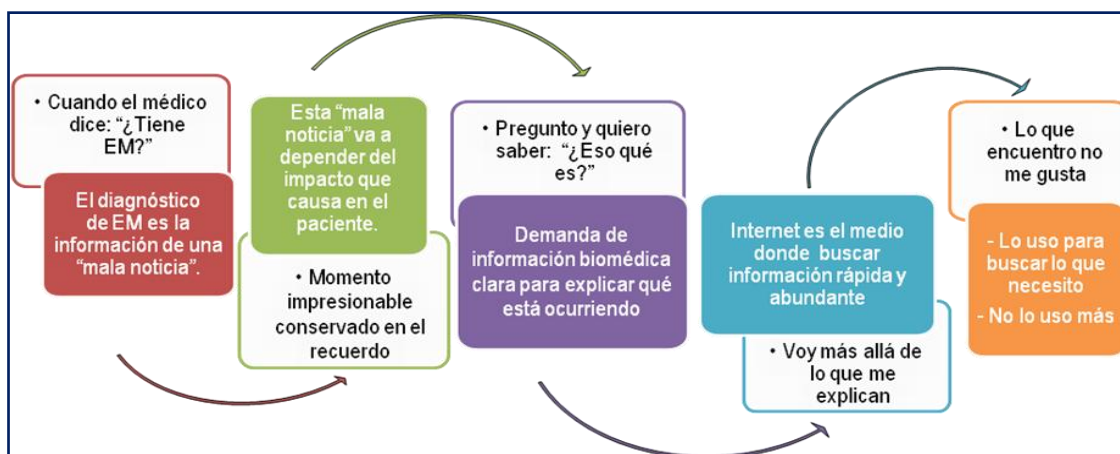 • Cuando el médico
dice: “¿Tiene
EM?”
El diagnóstico
de EM es la
información de una
“mala noticia”.
Esta “mala
noticia” va a
depender del
impacto que
causa en el
paciente.
• Momento
impresionable
conservado en el
recuerdo
• Pregunto y quiero
saber: “¿Eso qué
es?”
Demanda de
información biomédica
clara para explicar qué
está ocurriendo
Internet es el medio
donde buscar
información rápida y
abundante
• Voy más allá de
lo que me
explican
• Lo que
encuentro no
me gusta
- Lo uso para
buscar lo que
necesito
- No lo uso más